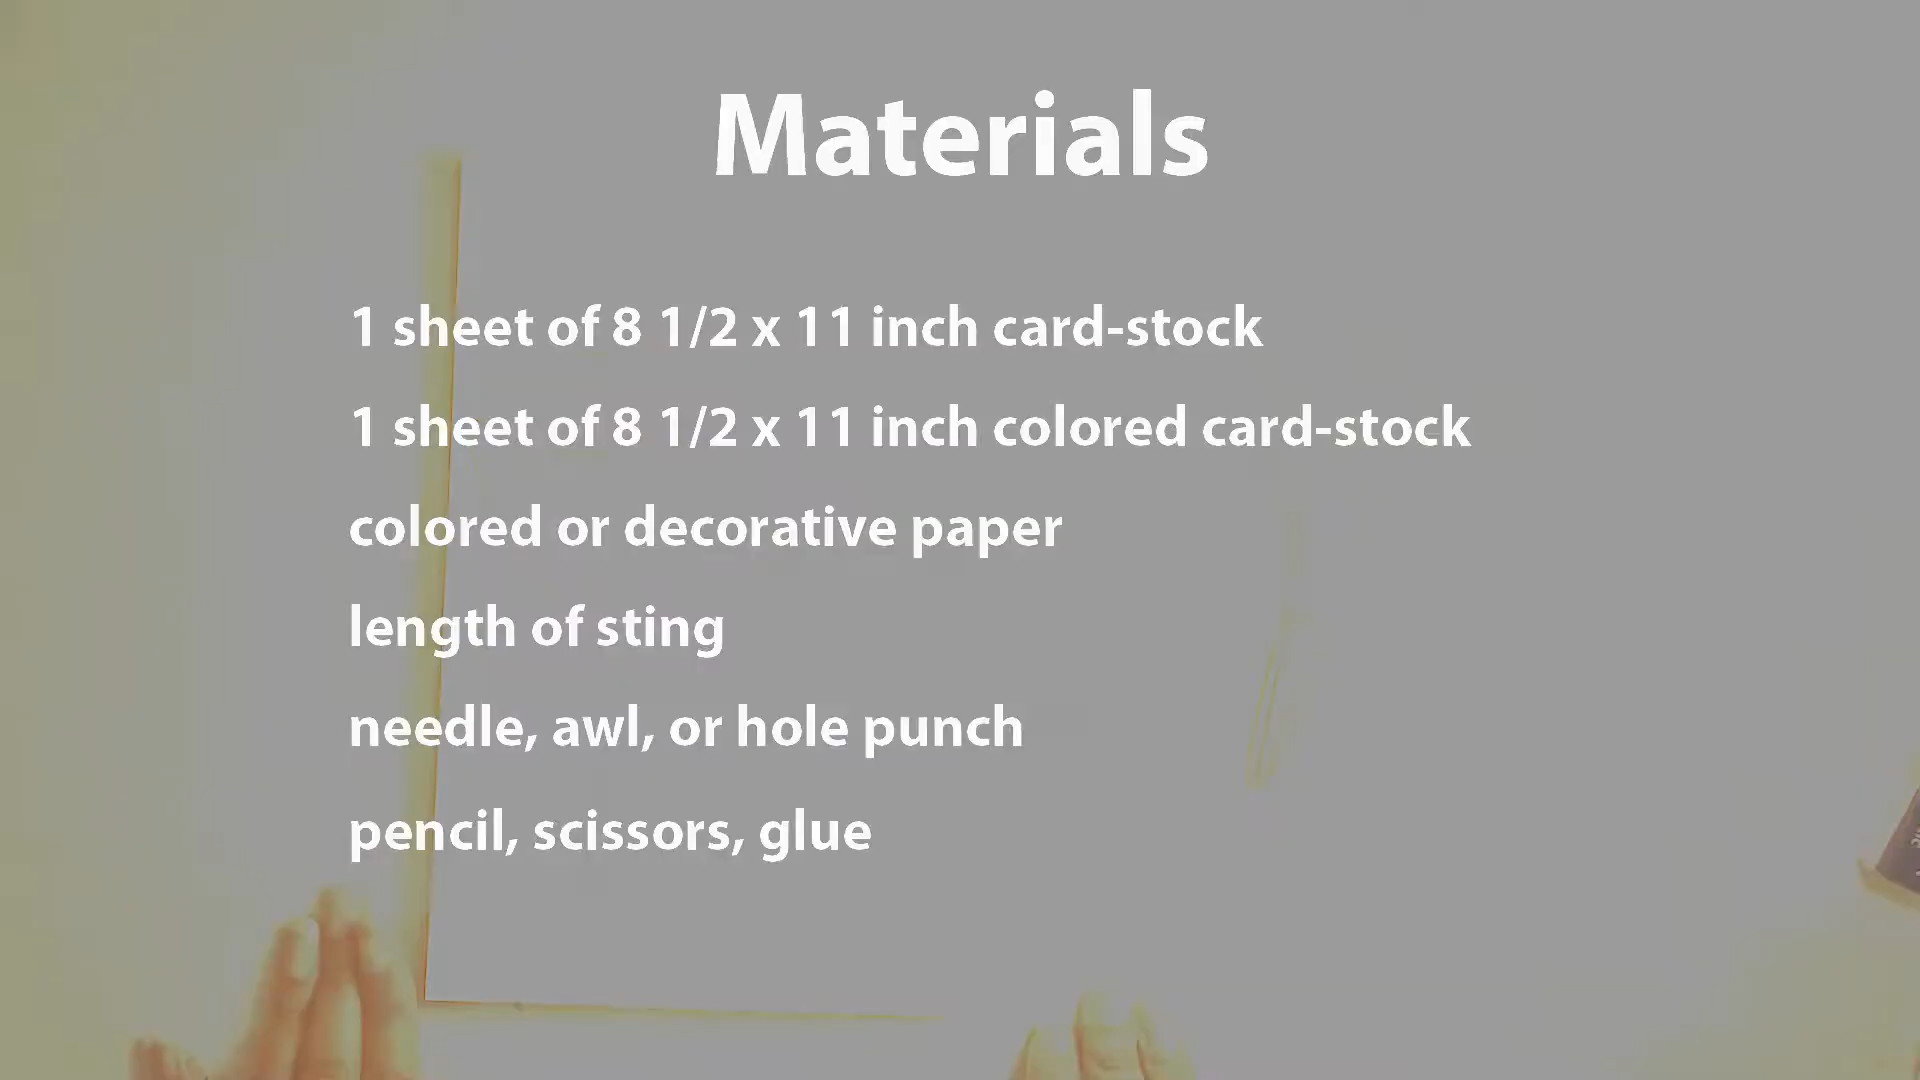 Materials
1 sheet of 8 1/2 x 11 inch card-stock
1 sheet of 8 1/2 x 11 inch colored card-stock
colored or decorative paper
length of sting
needle, awl, or hole punch
pencil, scissors, glue